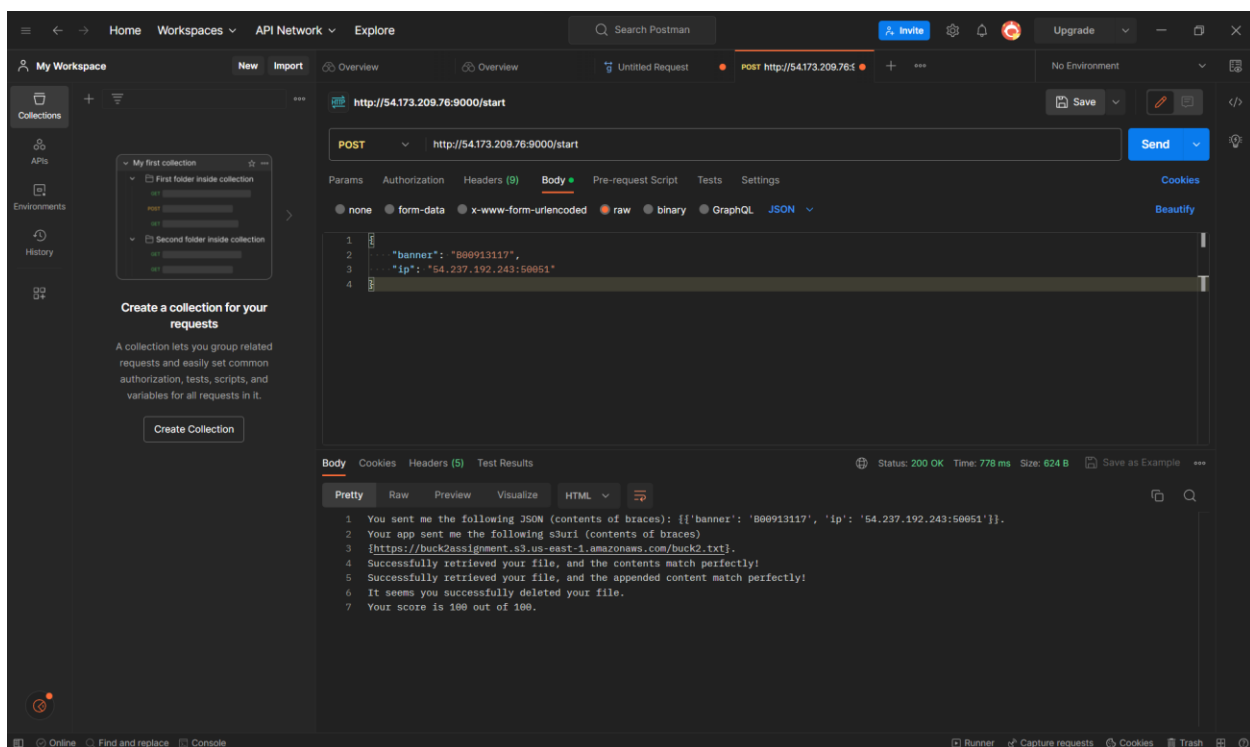 Home Workspaces API Network Explore Search Postman Invite Upgrade
My Workspace New Import Overview Overview Untitled Request POST http://54.173.209.76:9 No Environment
Collections
APIs
Environments
History
My first collection
First folder inside collection
GET
POST
GET
Second folder inside collection
GET
GET
Create a collection for your
requests
A collection lets you group related
requests and easily set common
authorization, tests, scripts, and
variables for all requests in it.
Create Collection
HTTP http://54.173.209.76:9000/start Save
POST http://54.173.209.76:9000/start Send
Params Authorization Headers (9) Body Pre-request Script Tests Settings Cookies
none form-data x-www-form-urlencoded raw binary GraphQL JSON Beautify
1 {
2 "banner": "B00913117",
3 "ip": "54.237.192.243:50051"
4 }
Body Cookies Headers (5) Test Results Status: 200 OK Time: 778 ms Size: 624 B Save as Example
Pretty Raw Preview Visualize HTML
1 You sent me the following JSON (contents of braces): {{'banner': 'B00913117', 'ip': '54.237.192.243:50051'}}.
2 Your app sent me the following s3uri (contents of braces)
3 {https://buck2assignment.s3.us-east-1.amazonaws.com/buck2.txt}.
4 Successfully retrieved your file, and the contents match perfectly!
5 Successfully retrieved your file, and the appended content match perfectly!
6 It seems you successfully deleted your file.
7 Your score is 100 out of 100.
Online Find and replace Console Runner Capture requests Cookies Trash